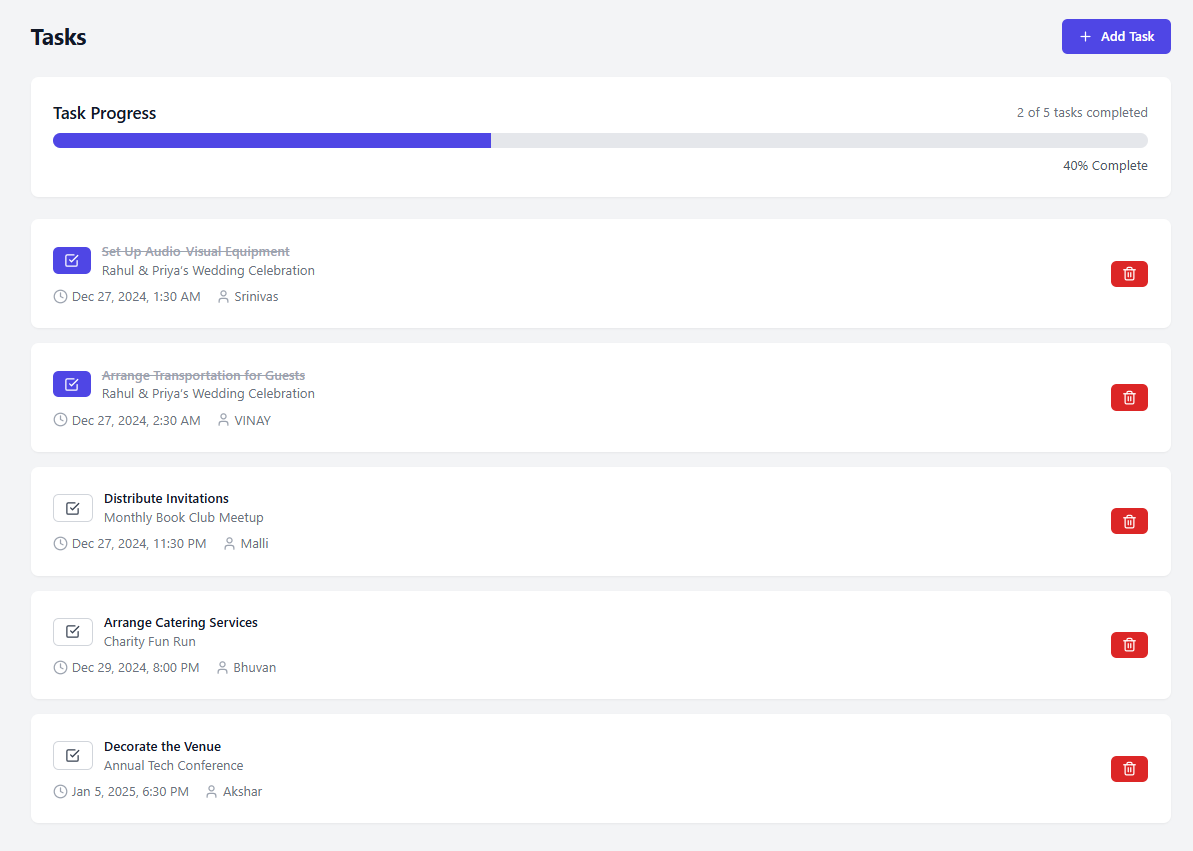 Tasks
Add Task
Task Progress
2 of 5 tasks completed
40% Complete
Set Up Audio-Visual Equipment
Rahul & Priya's Wedding Celebration
Dec 27, 2024, 1:30 AM Srinivas
Arrange Transportation for Guests
Rahul & Priya's Wedding Celebration
Dec 27, 2024, 2:30 AM VINAY
Distribute Invitations
Monthly Book Club Meetup
Dec 27, 2024, 11:30 PM Malli
Arrange Catering Services
Charity Fun Run
Dec 29, 2024, 8:00 PM Bhuvan
Decorate the Venue
Annual Tech Conference
Jan 5, 2025, 6:30 PM Akshar